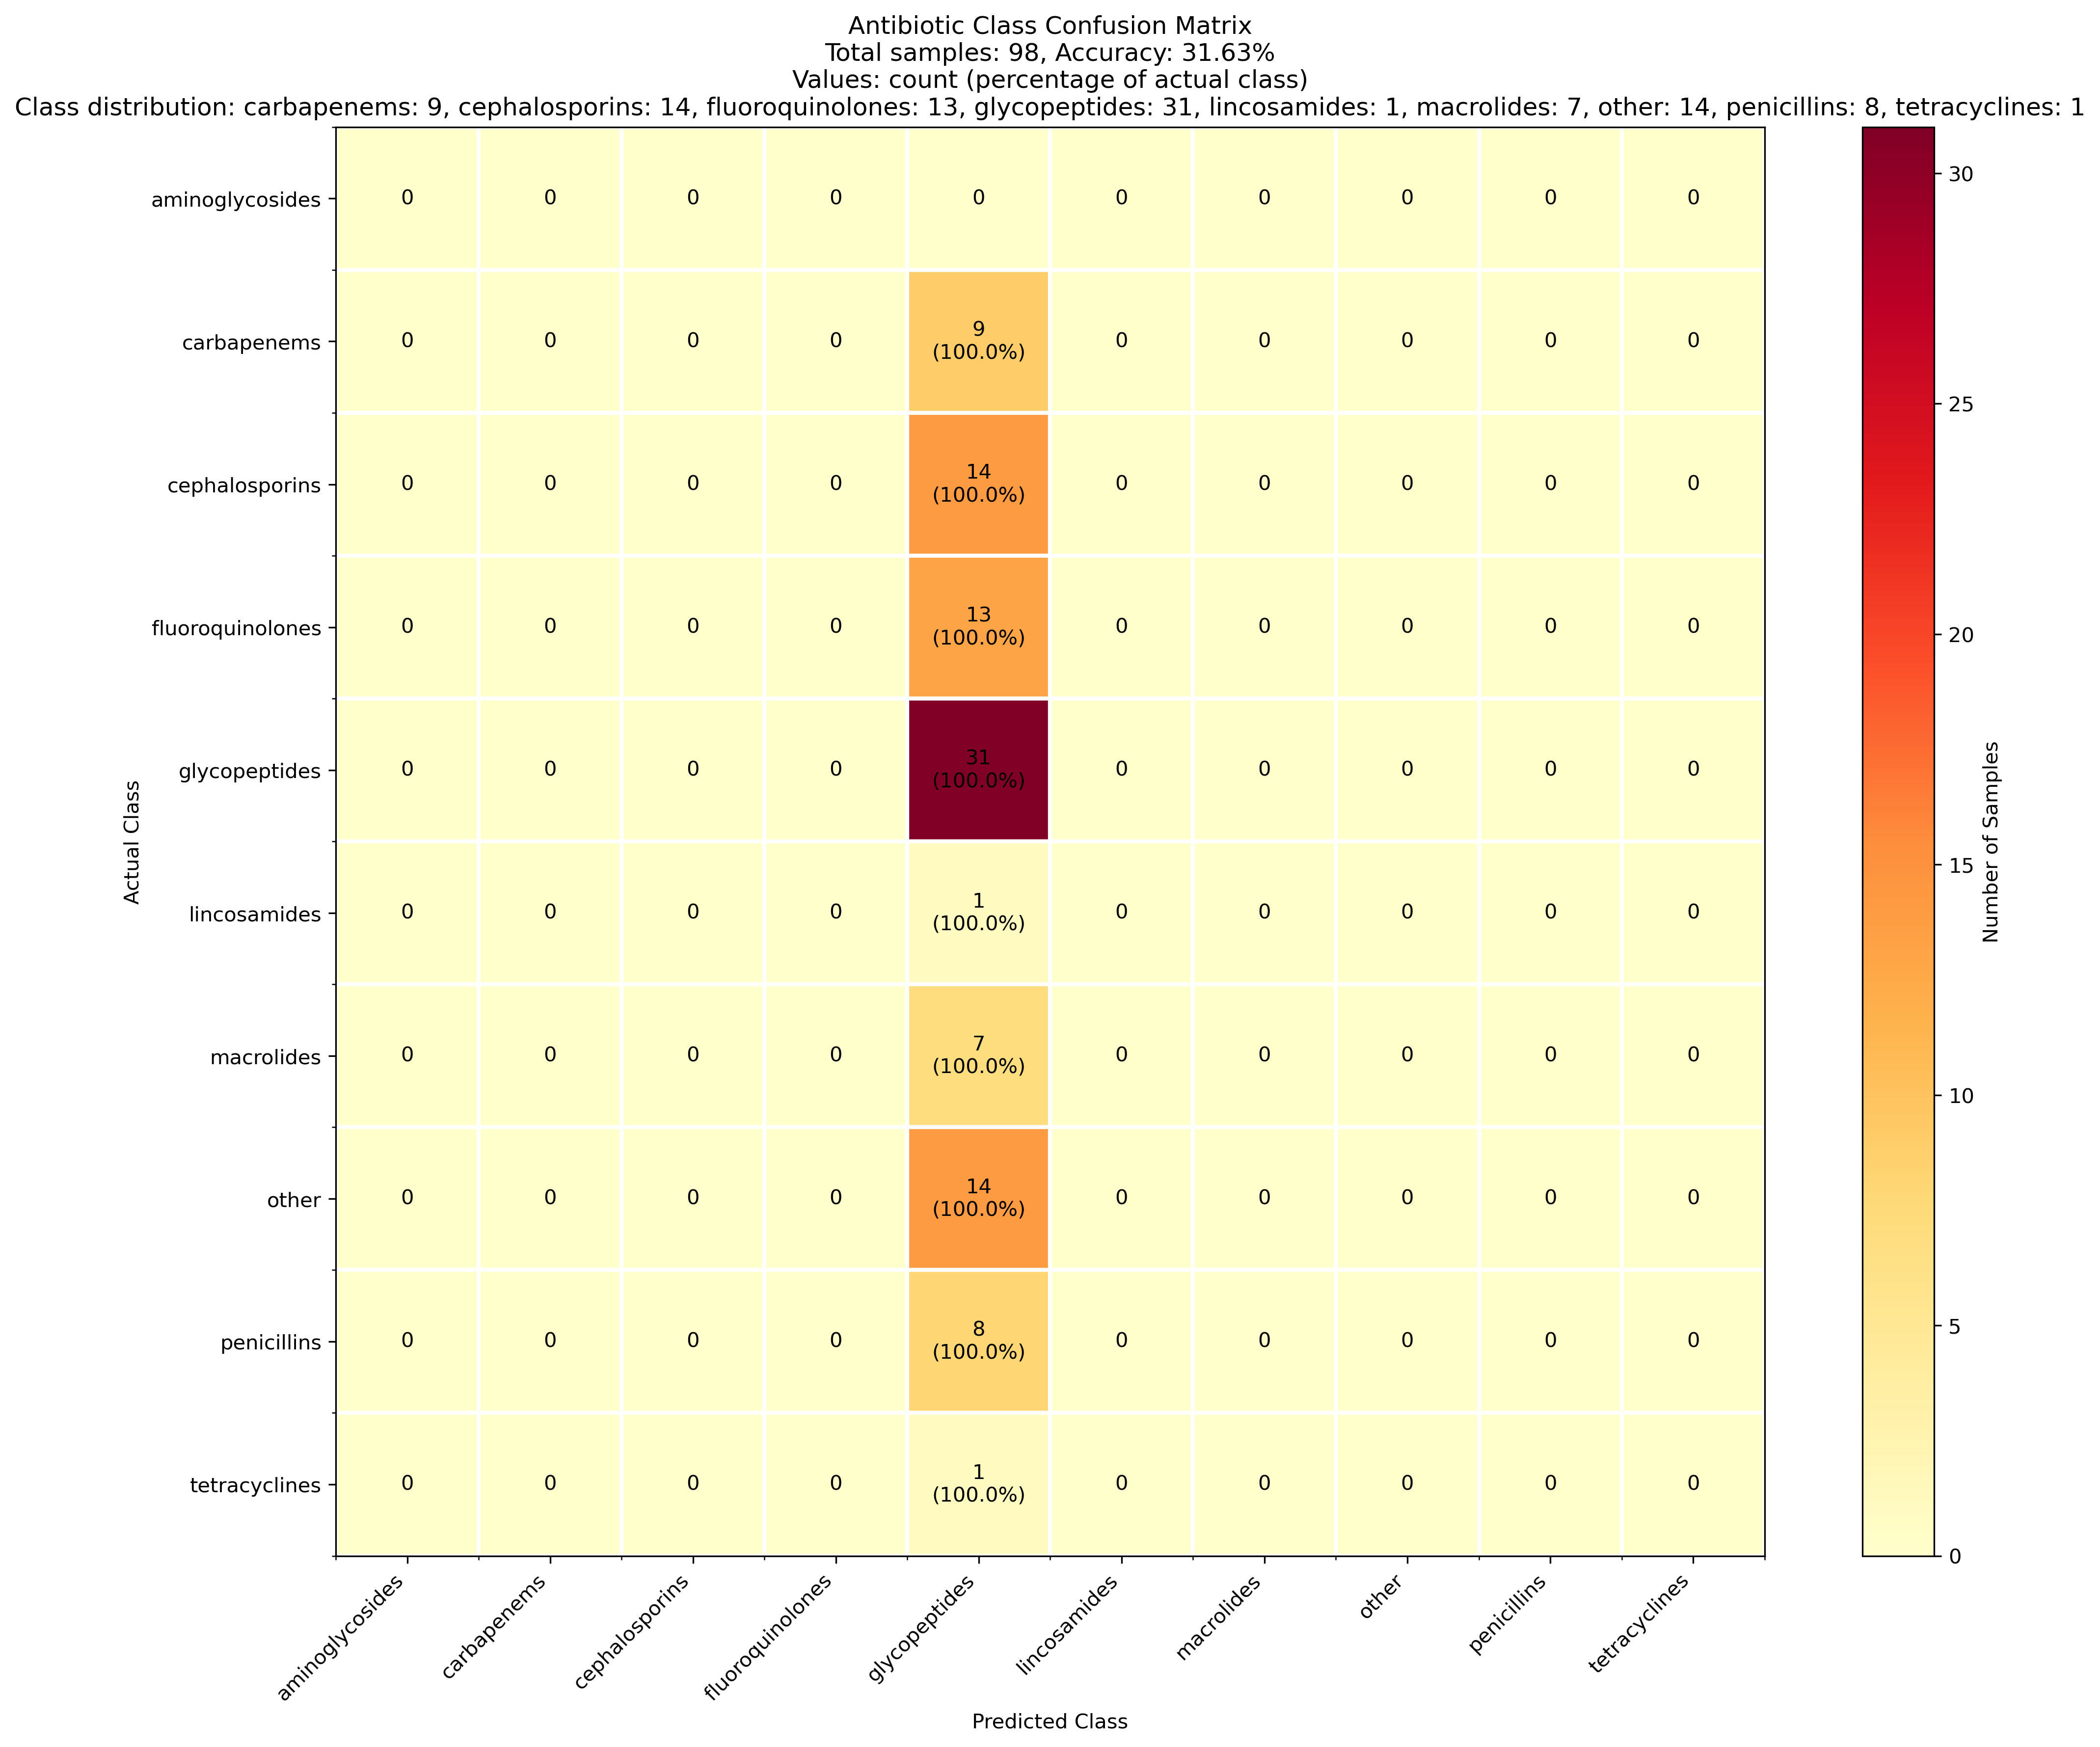 Antibiotic Class Confusion Matrix
Total samples: 98, Accuracy: 31.63%
Values: count (percentage of actual class)
Class distribution: carbapenems: 9, cephalosporins: 14, fluoroquinolones: 13, glycopeptides: 31, lincosamides: 1, macrolides: 7, other: 14, penicillins: 8, tetracyclines: 1
aminoglycosides 0 0 0 0 0 0 0 0 0 0
carbapenems 0 0 0 0 9 0 0 0 0 0
(100.0%)
cephalosporins 0 0 0 0 14 0 0 0 0 0
(100.0%)
fluoroquinolones 0 0 0 0 13 0 0 0 0 0
(100.0%)
glycopeptides 0 0 0 0 31 0 0 0 0 0
(100.0%)
lincosamides 0 0 0 0 1 0 0 0 0 0
(100.0%)
macrolides 0 0 0 0 7 0 0 0 0 0
(100.0%)
other 0 0 0 0 14 0 0 0 0 0
(100.0%)
penicillins 0 0 0 0 8 0 0 0 0 0
(100.0%)
tetracyclines 0 0 0 0 1 0 0 0 0 0
(100.0%)
aminoglycosides carbapenems cephalosporins fluoroquinolones glycopeptides lincosamides macrolides other penicillins tetracyclines
Predicted Class
Actual Class
30
25
20
15
10
5
0
Number of Samples